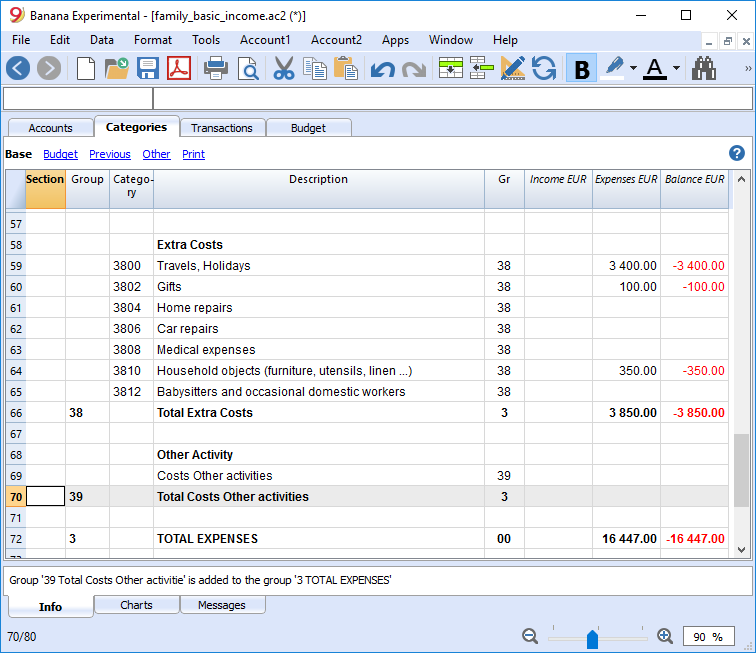 Banana Experimental - [family_basic_income.ac2 (*)]
File Edit Data Format Tools Account1 Account2 Apps Window Help
B A »
Accounts Categories Transactions Budget
Base Budget Previous Other Print ?
Section Group Catego- Description Gr Income EUR Expenses EUR Balance EUR
ry
57
58 Extra Costs
59 3800 Travels, Holidays 38 3 400.00 -3 400.00
60 3802 Gifts 38 100.00 -100.00
61 3804 Home repairs 38
62 3806 Car repairs 38
63 3808 Medical expenses 38
64 3810 Household objects (furniture, utensils, linen ...) 38 350.00 -350.00
65 3812 Babysitters and occasional domestic workers 38
66 38 Total Extra Costs 3 3 850.00 -3 850.00
67
68 Other Activity
69 Costs Other activities 39
70 39 Total Costs Other activities 3
71
72 3 TOTAL EXPENSES 00 16 447.00 -16 447.00
Group '39 Total Costs Other activitie' is added to the group '3 TOTAL EXPENSES'
Info Charts Messages
70/80 90 %